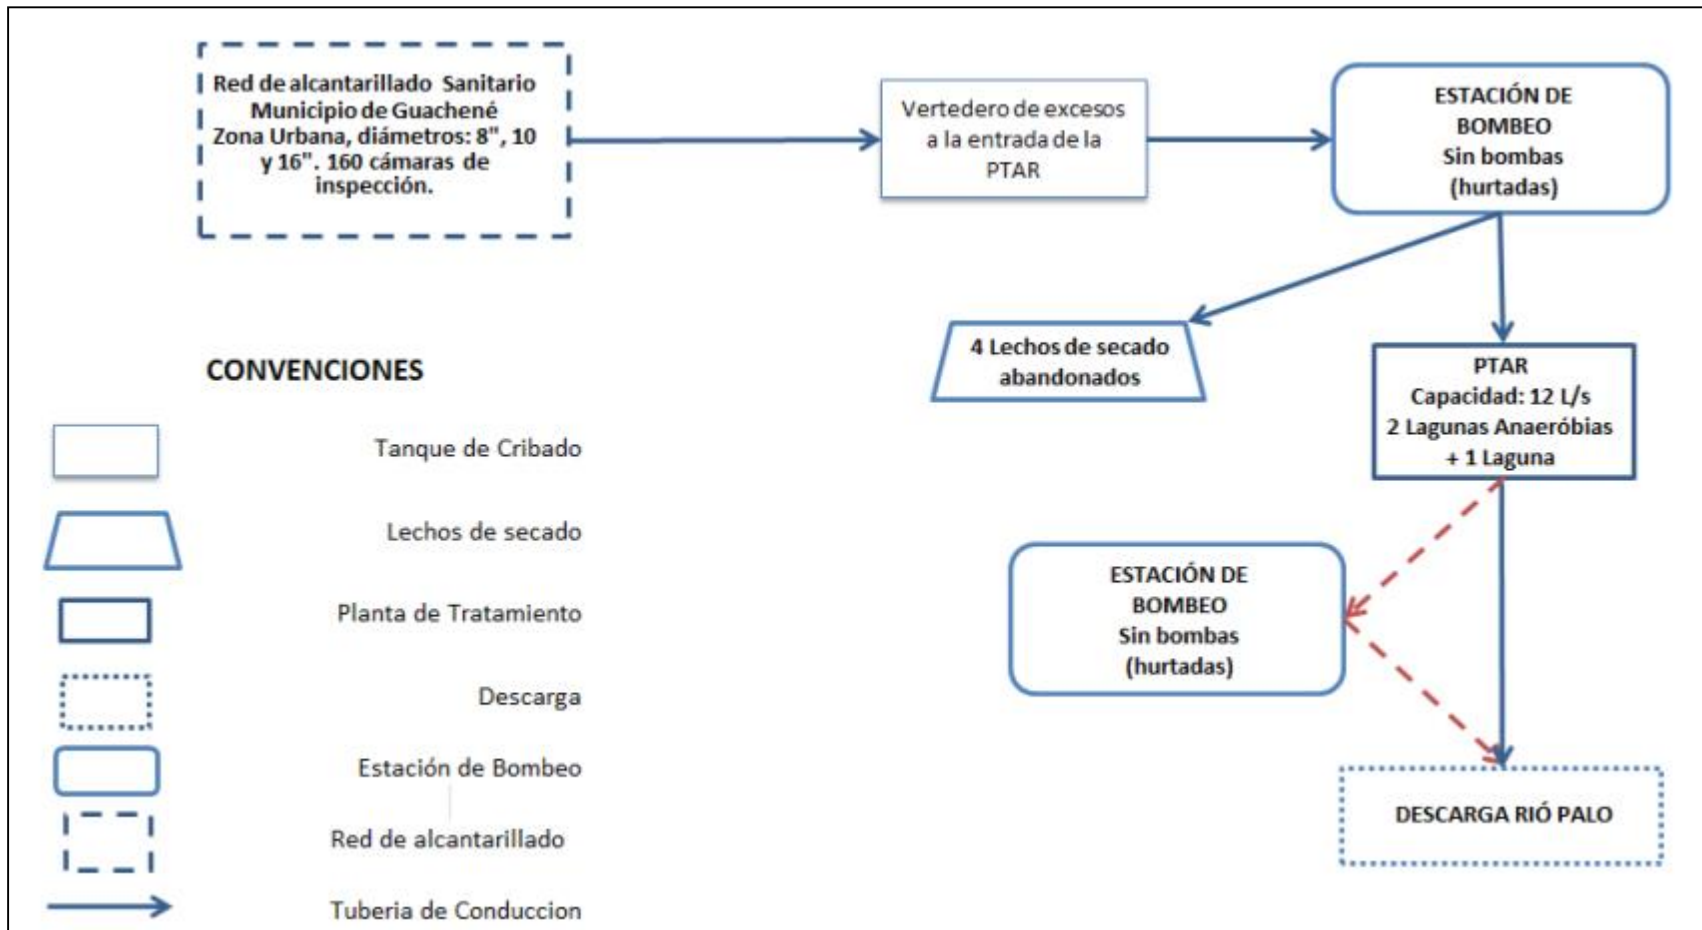 Red de alcantarillado Sanitario
Municipio de Guachené
Zona Urbana, diámetros: 8", 10
y 16". 160 cámaras de
inspección.
Vertedero de excesos
a la entrada de la
PTAR
ESTACIÓN DE
BOMBEO
Sin bombas
(hurtadas)
4 Lechos de secado
abandonados
PTAR
Capacidad: 12 L/s
2 Lagunas Anaeróbias
+ 1 Laguna
ESTACIÓN DE
BOMBEO
Sin bombas
(hurtadas)
DESCARGA RIÓ PALO
CONVENCIONES
Tanque de Cribado
Lechos de secado
Planta de Tratamiento
Descarga
Estación de Bombeo
Red de alcantarillado
Tuberia de Conduccion